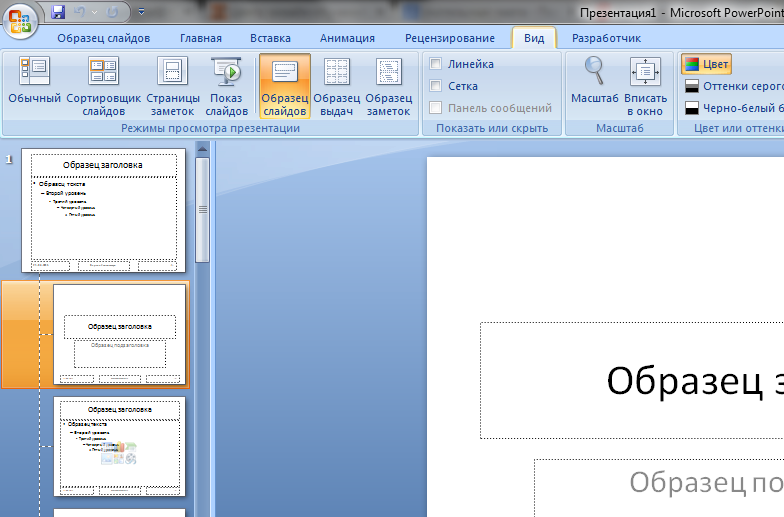 Презентация1 - Microsoft PowerPoint
Образец слайдов Главная Вставка Анимация Рецензирование Вид Разработчик
Обычный Сортировщик слайдов Страницы заметок Показ слайдов Образец слайдов Образец выдач Образец заметок
Режимы просмотра презентации
Линейка
Сетка
Панель сообщений
Показать или скрыть
Масштаб Вписать в окно
Масштаб
Цвет
Оттенки серого
Черно-белый б
Цвет или оттенки
1
Образец заголовка
Образец текста
Второй уровень
Третий уровень
Четвертый уровень
Пятый уровень
Образец заголовка
Образец подзаголовка
Образец заголовка
Образец текста
Второй уровень
Третий уровень
Четвертый уровень
Пятый уровень
Образец з
Образец по